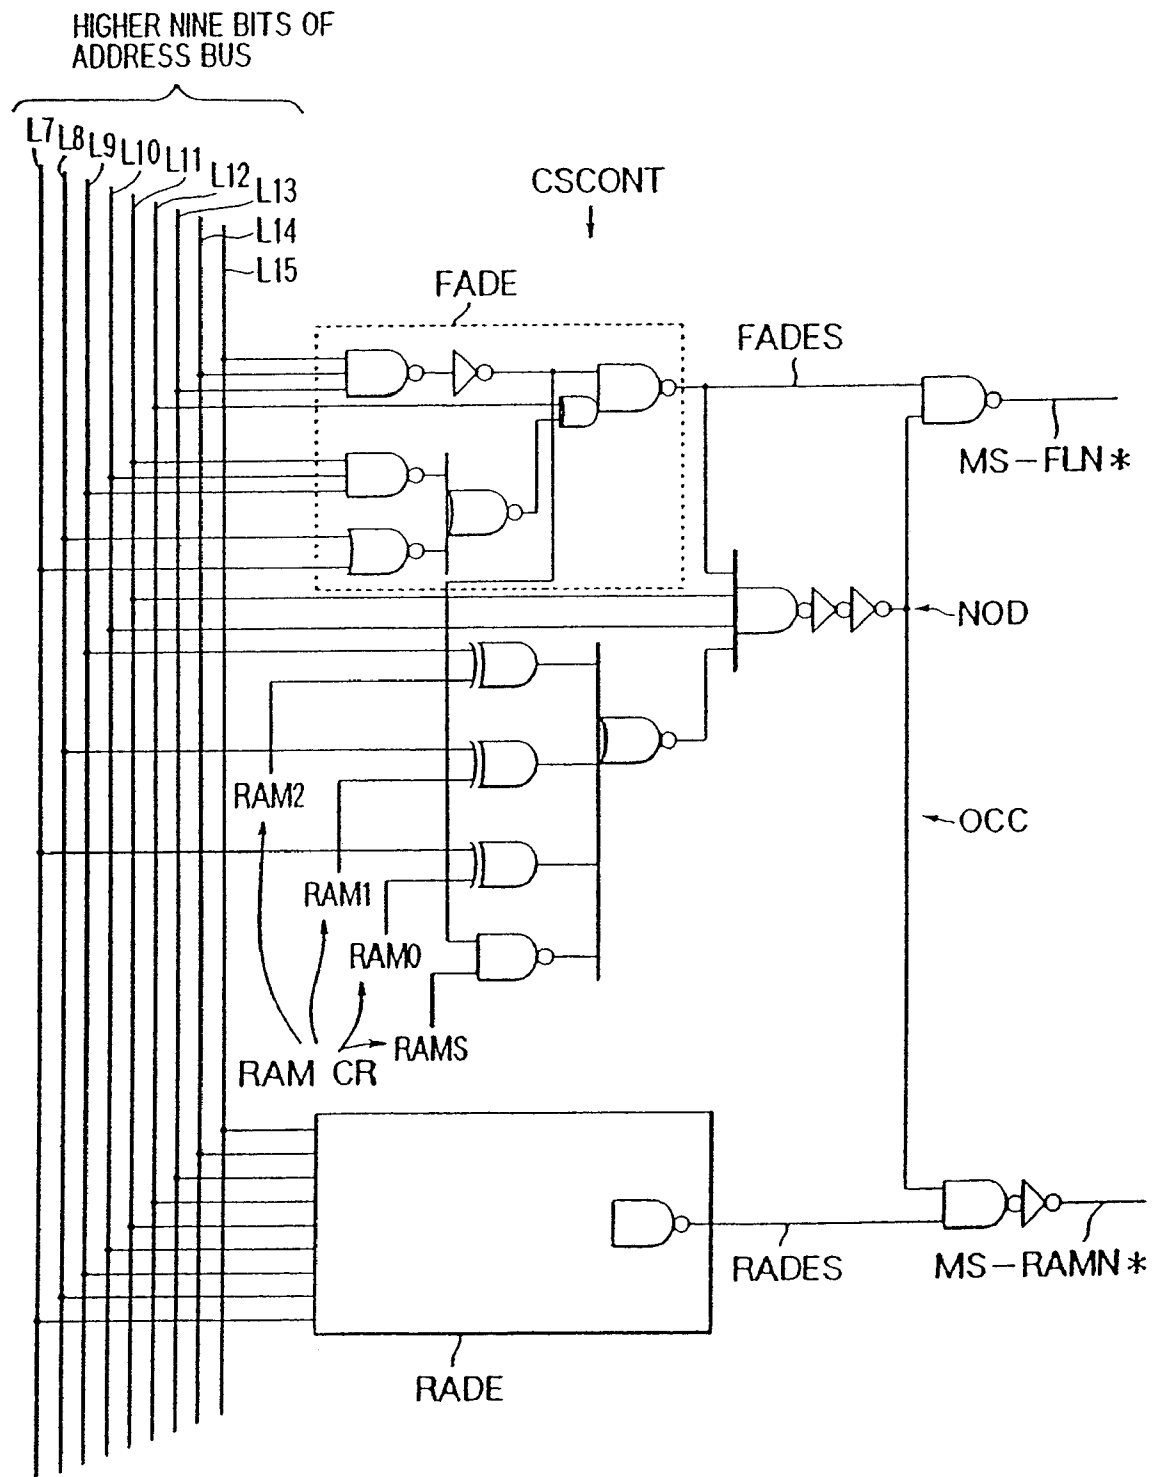 HIGHER NINE BITS OF
ADDRESS BUS
L7
L8
L9
L10
L11
L12
L13
L14
L15
CSCONT
FADE
FADES
MS-FLN*
NOD
RAM2
OCC
RAM1
RAM0
RAMS
RAM CR
RADES
MS-RAMN*
RADE